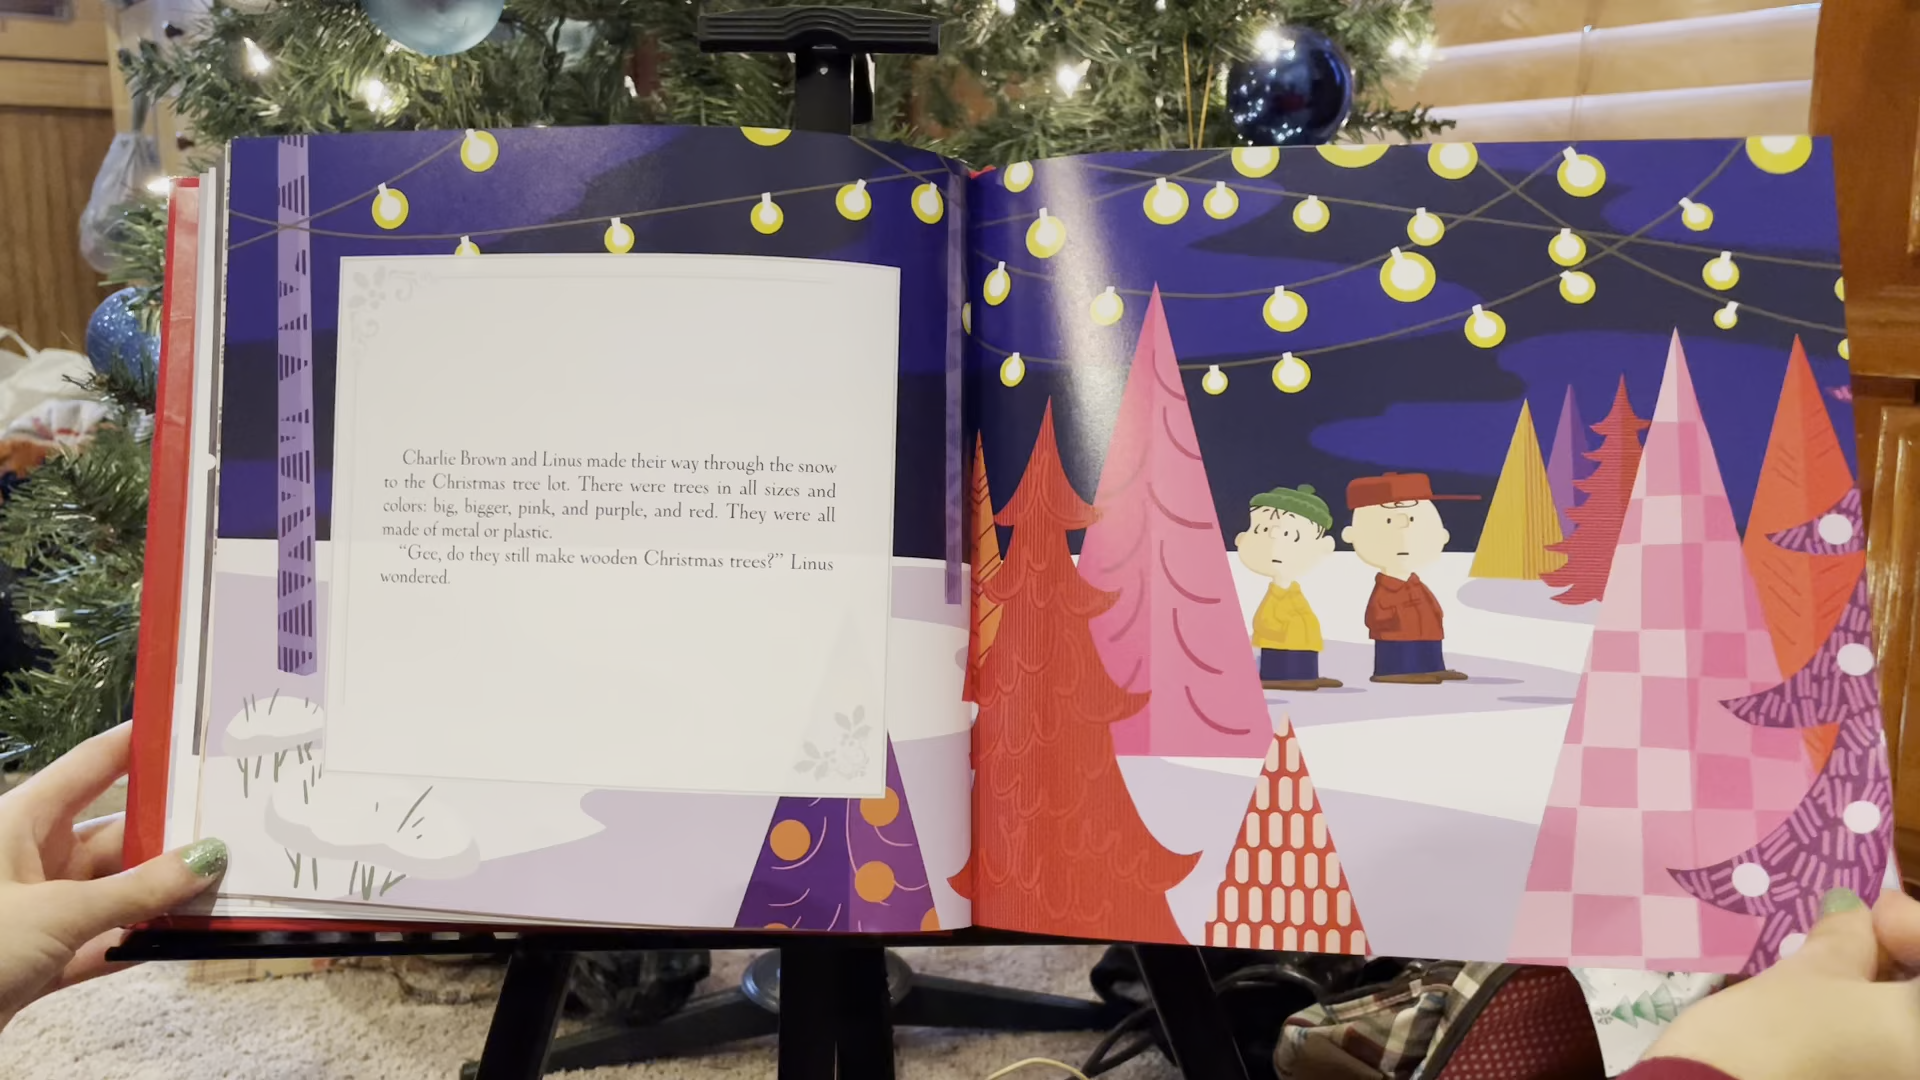 Charlie Brown and Linus made their way through the snow
to the Christmas tree lot. There were trees in all sizes and
colors: big, bigger, pink, and purple, and red. They were all
made of metal or plastic.
“Gee, do they still make wooden Christmas trees?” Linus
wondered.